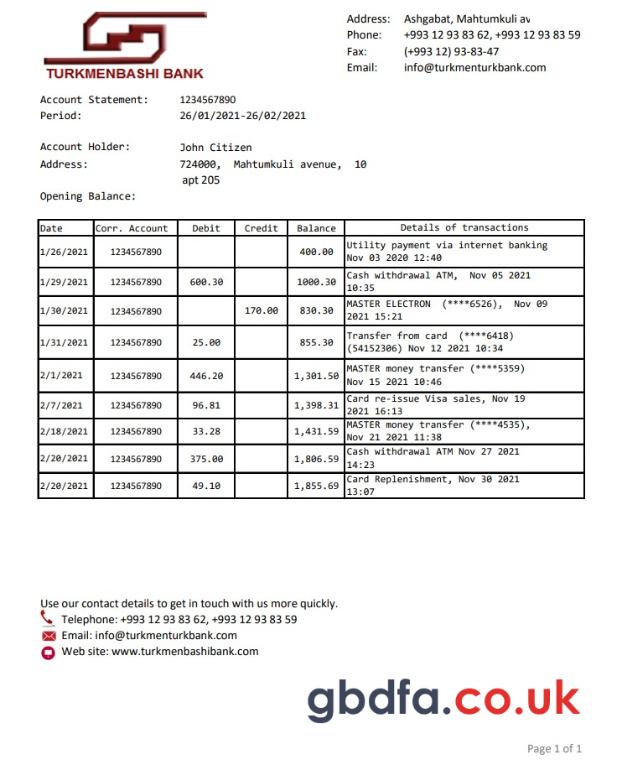 TURKMENBASHI BANK
Address: Ashgabat, Mahtumkuli av
Phone: +993 12 93 83 62, +993 12 93 83 59
Fax: (+993 12) 93-83-47
Email: info@turkmenturkbank.com
Account Statement: 1234567890
Period: 26/01/2021-26/02/2021
Account Holder: John Citizen
Address: 724000, Mahtumkuli avenue, 10
apt 205
Opening Balance:
Date Corr. Account Debit Credit Balance Details of transactions
1/26/2021 1234567890 400.00 Utility payment via internet banking
Nov 03 2020 12:40
1/29/2021 1234567890 600.30 1000.30 Cash withdrawal ATM, Nov 05 2021
10:35
1/30/2021 1234567890 170.00 830.30 MASTER ELECTRON (****6526), Nov 09
2021 15:21
1/31/2021 1234567890 25.00 855.30 Transfer from card (****6418)
(54152306) Nov 12 2021 10:34
2/1/2021 1234567890 446.20 1,301.50 MASTER money transfer (****5359)
Nov 15 2021 10:46
2/7/2021 1234567890 96.81 1,398.31 Card re-issue Visa sales, Nov 19
2021 16:13
2/18/2021 1234567890 33.28 1,431.59 MASTER money transfer (****4535),
Nov 21 2021 11:38
2/20/2021 1234567890 375.00 1,806.59 Cash withdrawal ATM Nov 27 2021
14:23
2/20/2021 1234567890 49.10 1,855.69 Card Replenishment, Nov 30 2021
13:07
Use our contact details to get in touch with us more quickly.
Telephone: +993 12 93 83 62, +993 12 93 83 59
Email: info@turkmenturkbank.com
Web site: www.turkmenbashibank.com
gbdfa.co.uk
Page 1 of 1